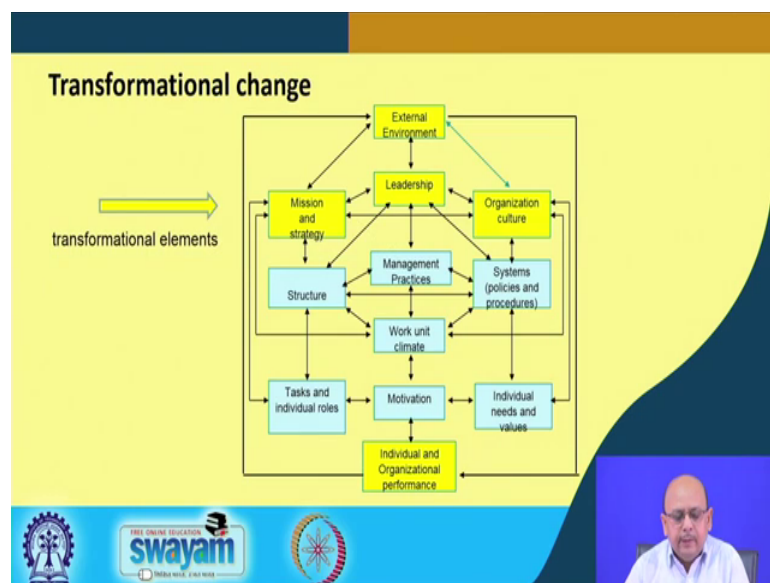 Transformational change
External
Environment
Leadership
Mission
and
strategy
Organization
culture
transformational elements
Management
Practices
Structure
Systems
(policies and
procedures)
Work unit
climate
Tasks and
individual roles
Motivation
Individual
needs and
values
Individual and
Organizational
performance
FREE ONLINE EDUCATION
swayam